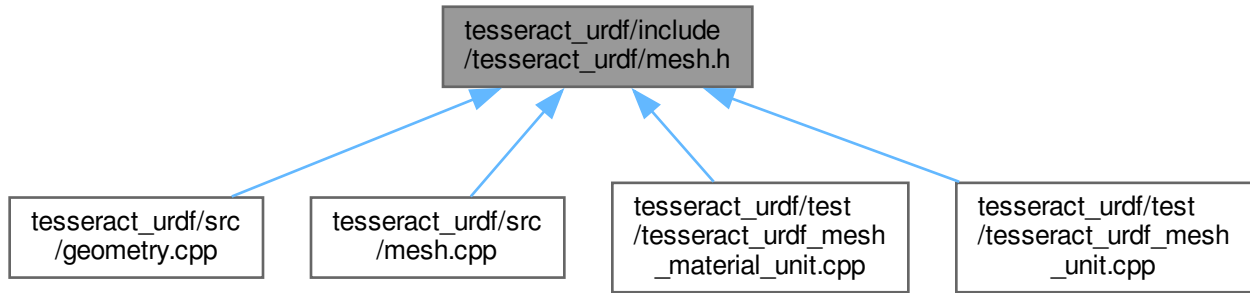 tesseract_urdf/include
/tesseract_urdf/mesh.h
tesseract_urdf/src
/geometry.cpp
tesseract_urdf/src
/mesh.cpp
tesseract_urdf/test
/tesseract_urdf_mesh
_material_unit.cpp
tesseract_urdf/test
/tesseract_urdf_mesh
_unit.cpp